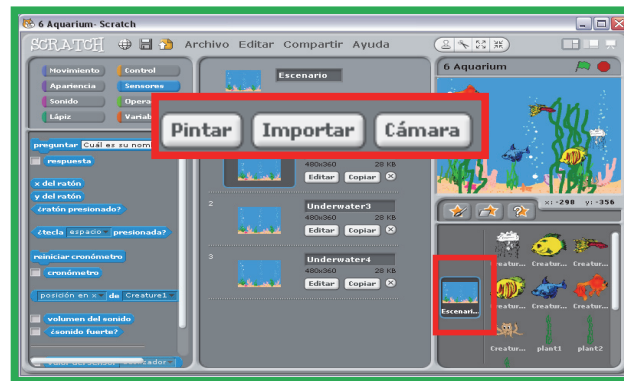 6 Aquarium- Scratch
SCRATCH Archivo Editar Compartir Ayuda
Movimiento Control
Apariencia Sensores
Sonido
Lápiz
Escenario
6 Aquarium
Pintar Importar Cámara
preguntar Cuál es su
respuesta
x del ratón
y del ratón
¿ratón presionado?
¿tecla espacio presionada?
reiniciar cronómetro
cronómetro
posición en x de Creature1
volumen del sonido
¿sonido fuerte?
480x360 28 KB
Editar Copiar
2 Underwater3
480x360 28 KB
Editar Copiar
3 Underwater4
480x360 28 KB
Editar Copiar
x: -298 y: -356
Escenari...
Creatur... Creatur... Creatur...
Creatur... Creatur... Creatur...
Creatur... plant1 plant2